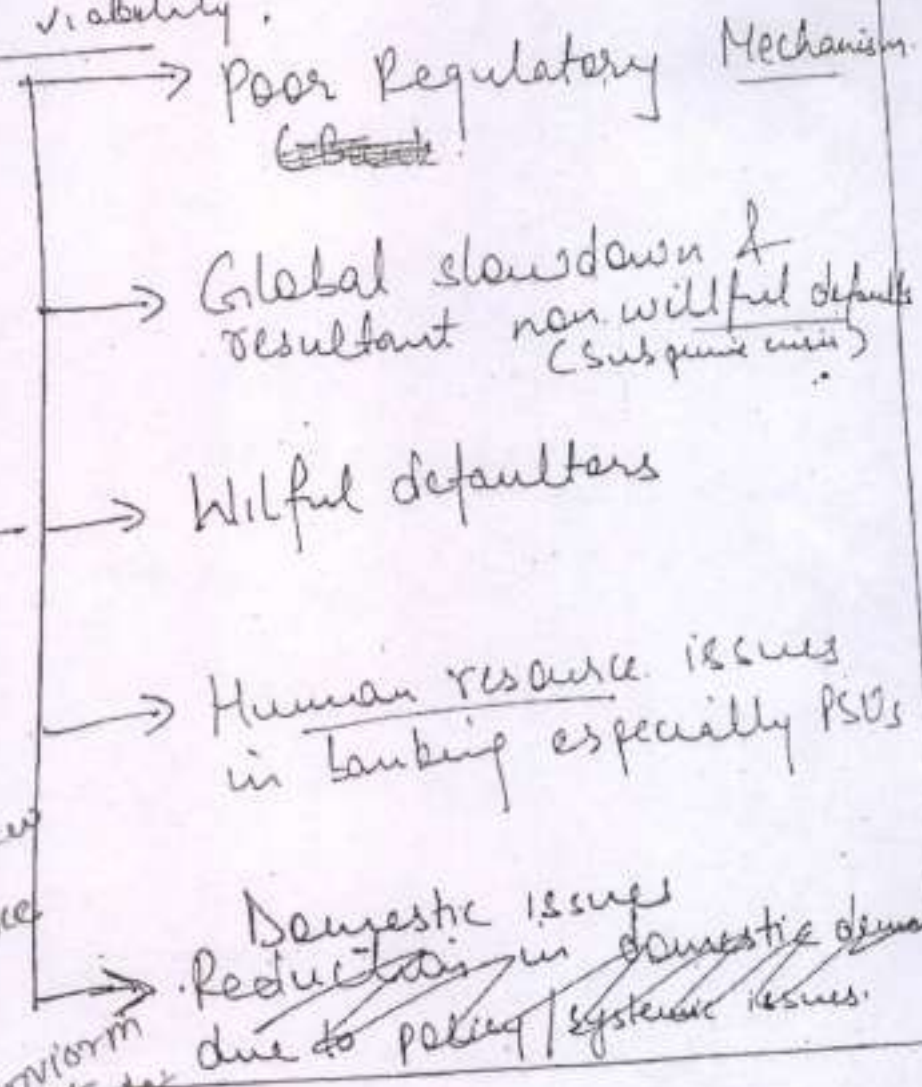 viability.
Poor Regulatory Mechanism.
Global slowdown &
resultant non willful defaults
(subprime crisis)
Wilful defaulters
Human resource issues
in banking especially PSUs
Domestic issues
Reduction in domestic dema
due to policy/systemic issues.